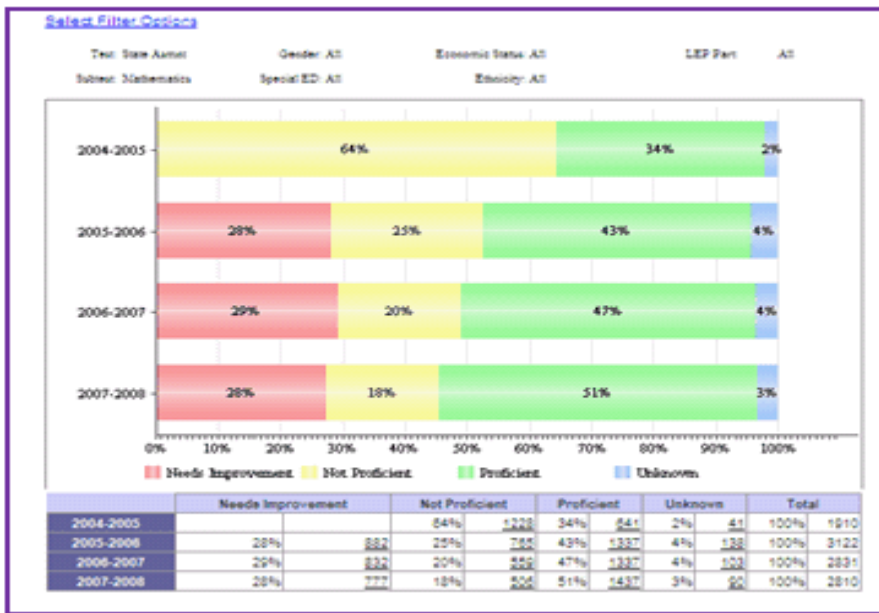 Select Filter Options
Test: State Asmnt Gender: All Economic Status: All LEP Part All
Subtest: Mathematics Special ED: All Ethnicity: All
2004-2005 64% 34% 2%
2005-2006 28% 25% 43% 4%
2006-2007 29% 20% 47% 4%
2007-2008 28% 18% 51% 3%
0% 10% 20% 30% 40% 50% 60% 70% 80% 90% 100%
Needs Improvement Not Proficient Proficient Unknown
Needs Improvement Not Proficient Proficient Unknown Total
2004-2005 64% 1228 34% 641 2% 41 100% 1910
2005-2006 28% 882 25% 765 43% 1337 4% 138 100% 3122
2006-2007 29% 832 20% 559 47% 1337 4% 103 100% 2831
2007-2008 28% 777 18% 506 51% 1437 3% 90 100% 2810